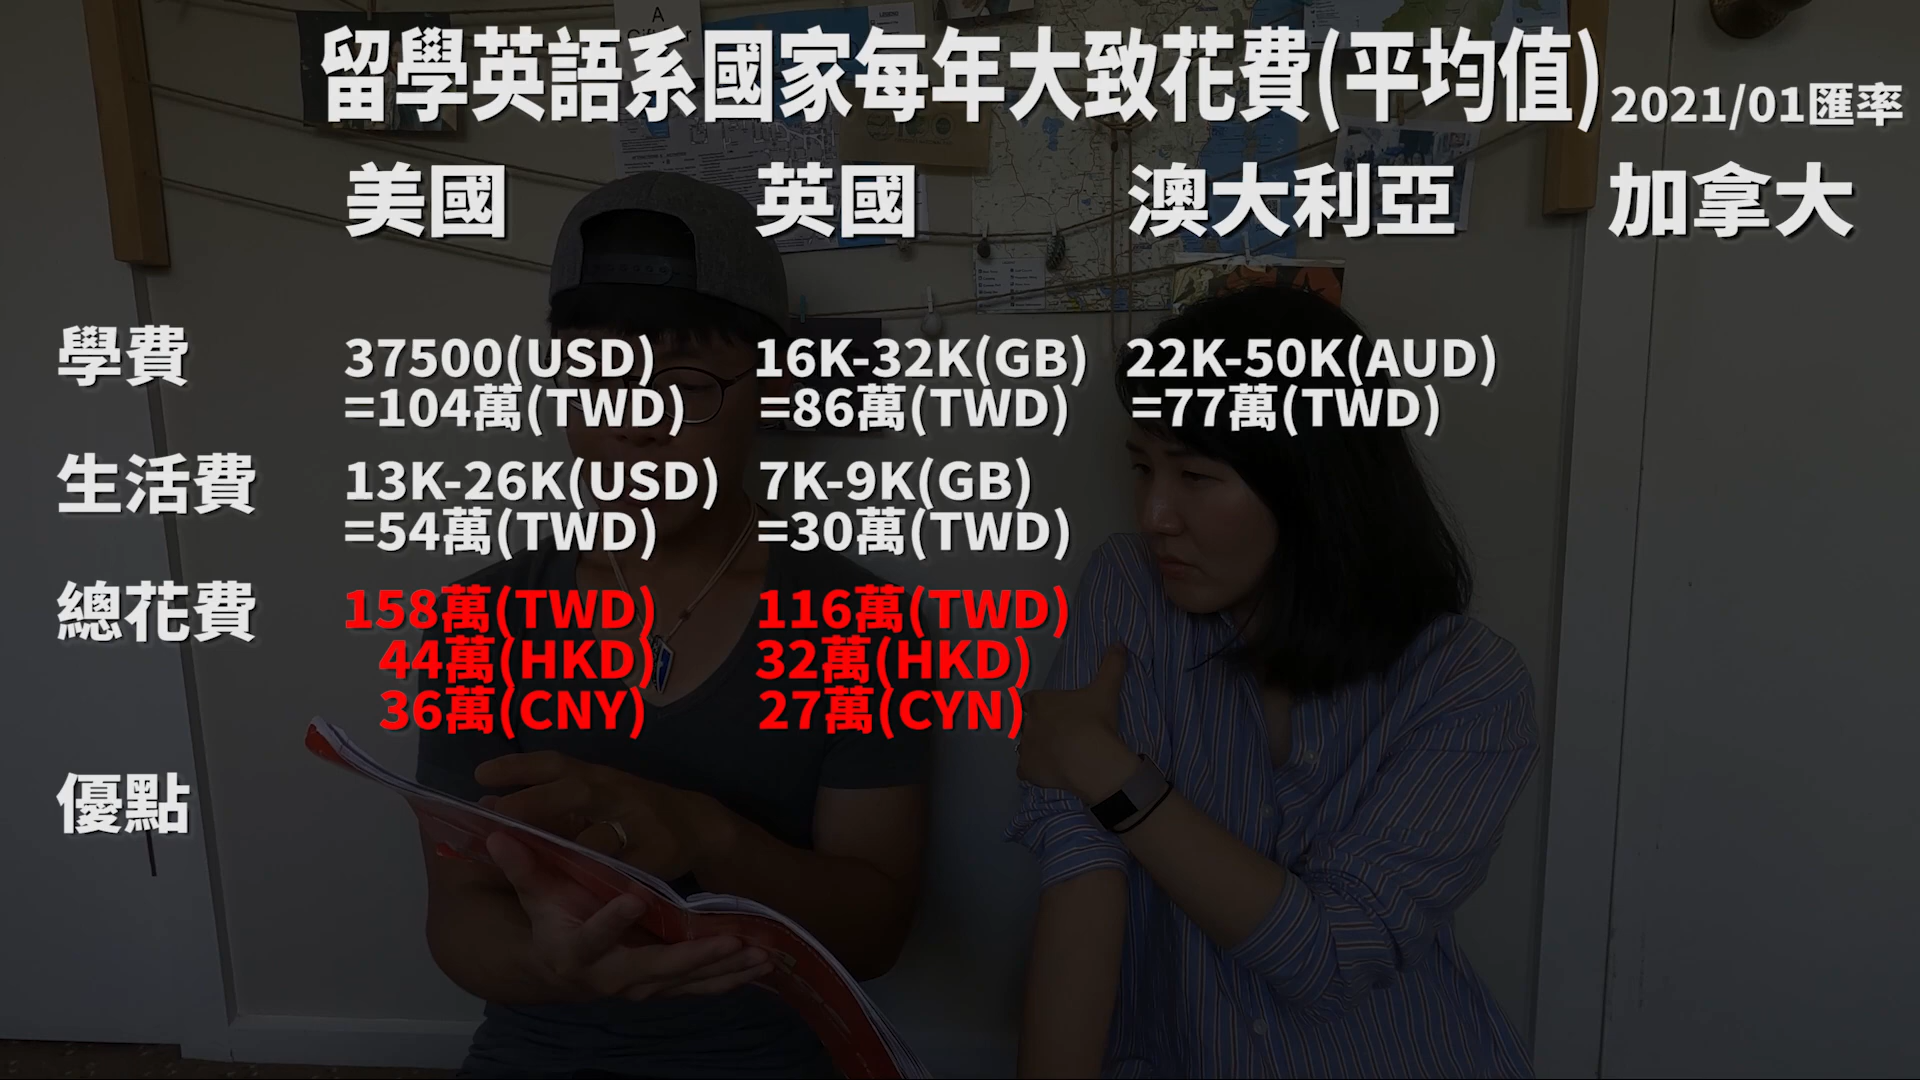 留學英語系國家每年大致花費(平均值) 2021/01匯率
美國 英國 澳大利亞 加拿大
學費 37500(USD) 16K-32K(GB) 22K-50K(AUD)
=104萬(TWD) =86萬(TWD) =77萬(TWD)
生活費 13K-26K(USD) 7K-9K(GB)
=54萬(TWD) =30萬(TWD)
總花費 158萬(TWD) 116萬(TWD)
44萬(HKD) 32萬(HKD)
36萬(CNY) 27萬(CYN)
優點